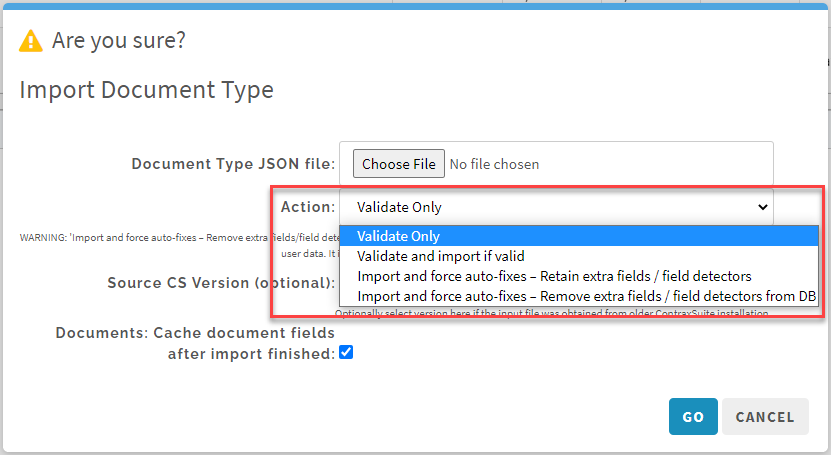 Are you sure?
Import Document Type
Document Type JSON file:
Choose File No file chosen
Action:
Validate Only
WARNING: 'Import and force auto-fixes – Remove extra fields/field
Validate Only
user data. It
Validate and import if valid
Source CS Version (optional):
Import and force auto-fixes – Retain extra fields / field detectors
Import and force auto-fixes – Remove extra fields / field detectors from DB
Optionally select version here if the input file was obtained from older ContraxSuite installation
Documents: Cache document fields
after import finished:
GO
CANCEL